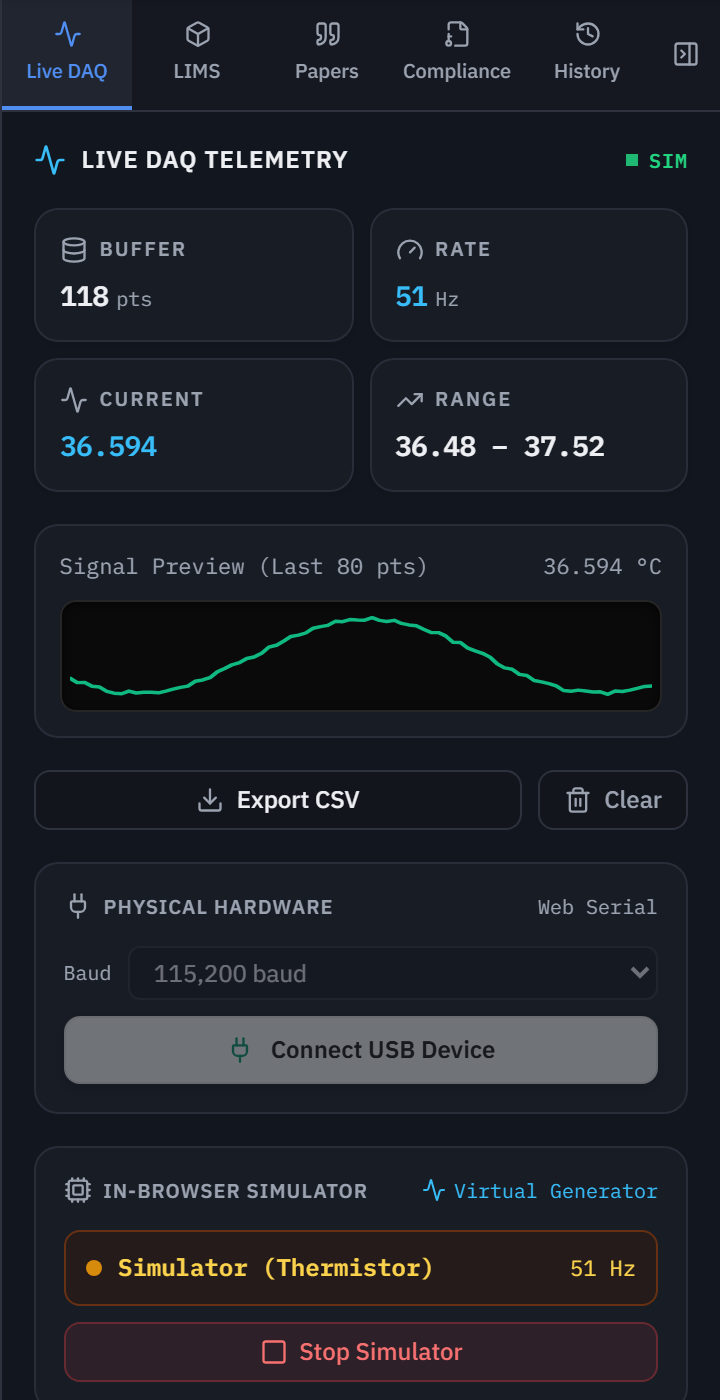 Live DAQ
LIMS
Papers
Compliance
History
LIVE DAQ TELEMETRY
SIM
BUFFER
118 pts
RATE
51 Hz
CURRENT
36.594
RANGE
36.48 – 37.52
Signal Preview (Last 80 pts)
36.594 °C
Export CSV
Clear
PHYSICAL HARDWARE
Web Serial
Baud
115,200 baud
Connect USB Device
IN-BROWSER SIMULATOR
Virtual Generator
Simulator (Thermistor)
51 Hz
Stop Simulator